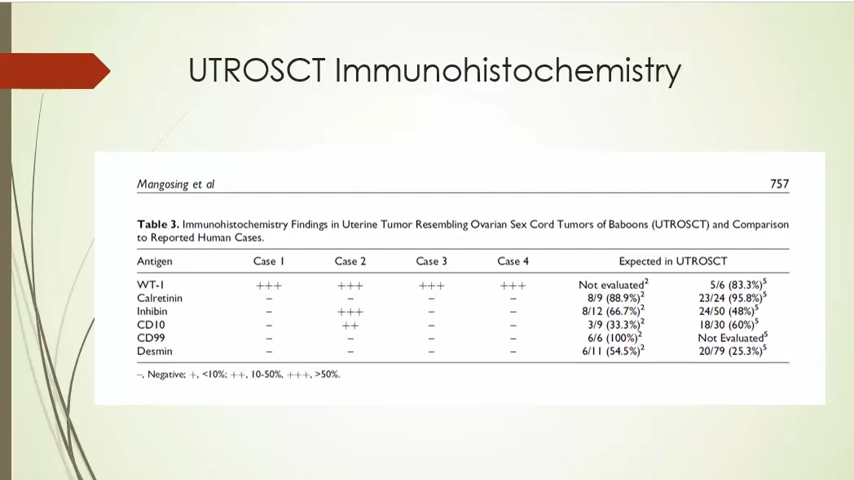 UTROSCT Immunohistochemistry
Mangosing et al 757
Table 3. Immunohistochemistry Findings in Uterine Tumor Resembling Ovarian Sex Cord Tumors of Baboons (UTROSCT) and Comparison
to Reported Human Cases.
Antigen Case 1 Case 2 Case 3 Case 4 Expected in UTROSCT
WT-1 +++ +++ +++ +++ Not evaluated² 5/6 (83.3%)⁵
Calretinin – – – – 8/9 (88.9%)² 23/24 (95.8%)⁵
Inhibin – +++ – – 8/12 (66.7%)² 24/50 (48%)⁵
CD10 – ++ – – 3/9 (33.3%)² 18/30 (60%)⁵
CD99 – – – – 6/6 (100%)² Not Evaluated⁵
Desmin – – – – 6/11 (54.5%)² 20/79 (25.3%)⁵
–, Negative; +, <10%; ++, 10-50%, +++, >50%.